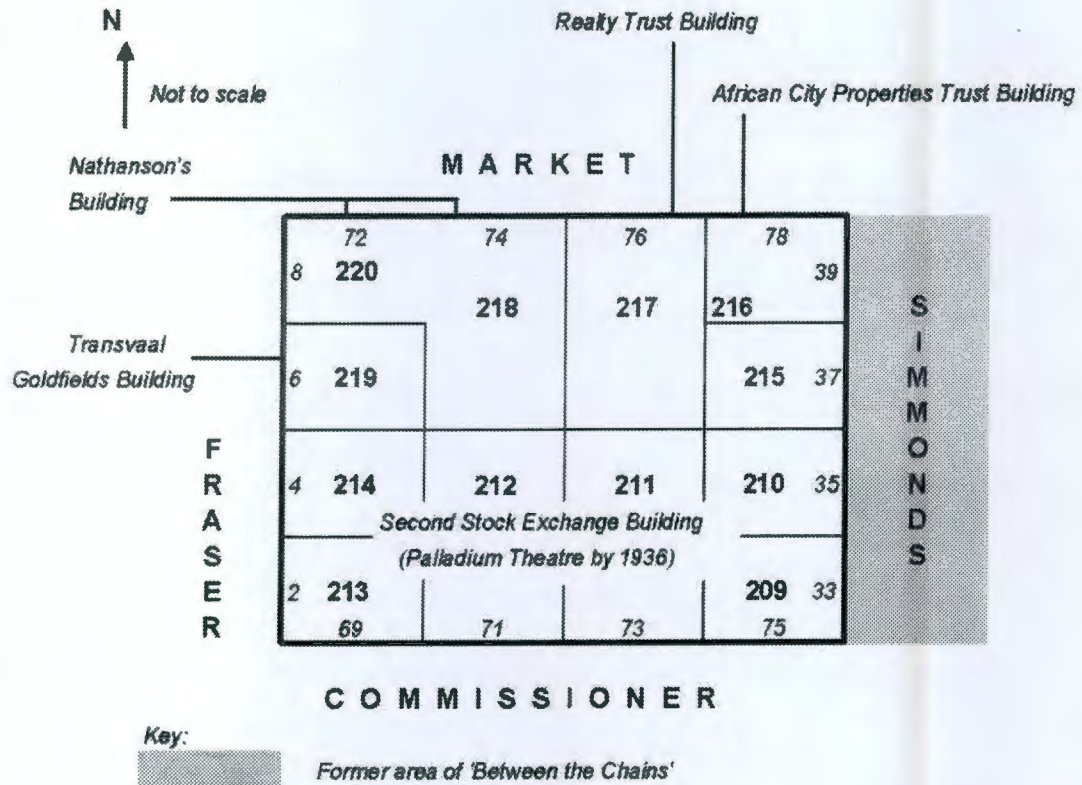 N
Realty Trust Building
Not to scale
African City Properties Trust Building
Nathanson's
Building
MARKET
72 74 76 78
8 220 39
218 217 216
Transvaal
Goldfields Building
6 219 215 37
FRASER
SIMMONDS
4 214 212 211 210 35
Second Stock Exchange Building
(Palladium Theatre by 1936)
2 213 209 33
69 71 73 75
COMMISSIONER
Key:
Former area of 'Between the Chains'